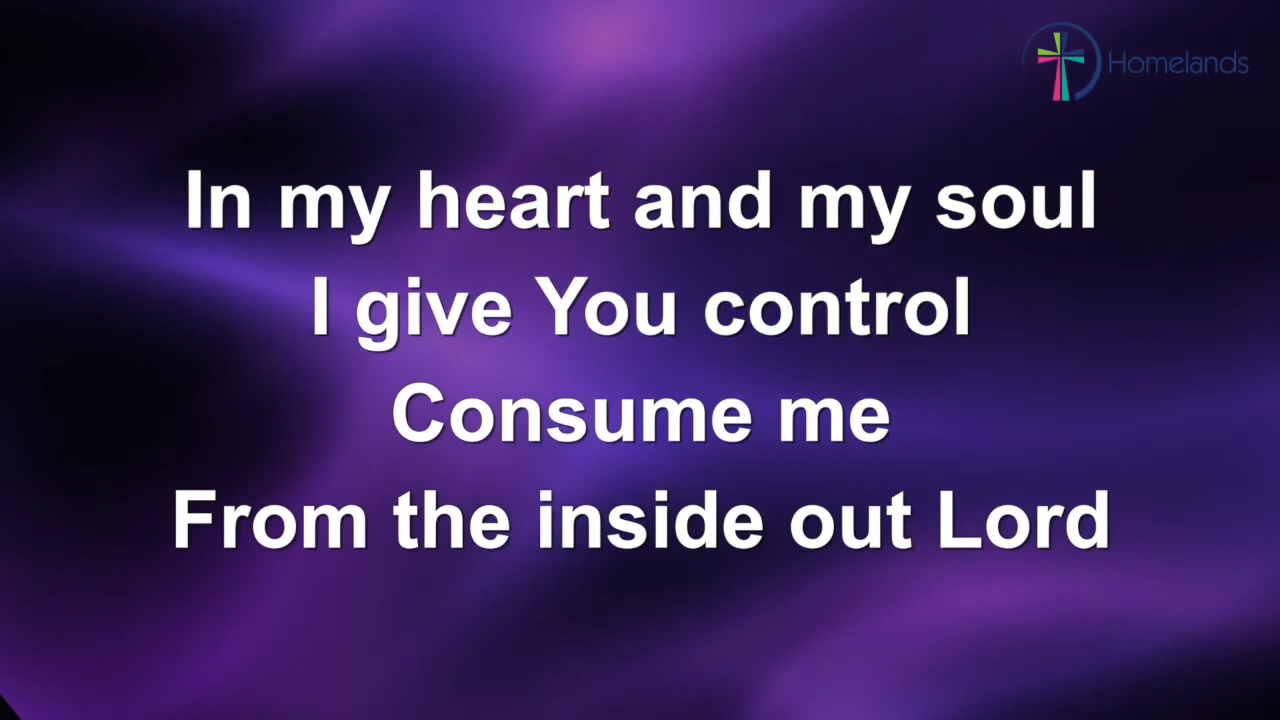 Homelands
In my heart and my soul
I give You control
Consume me
From the inside out Lord